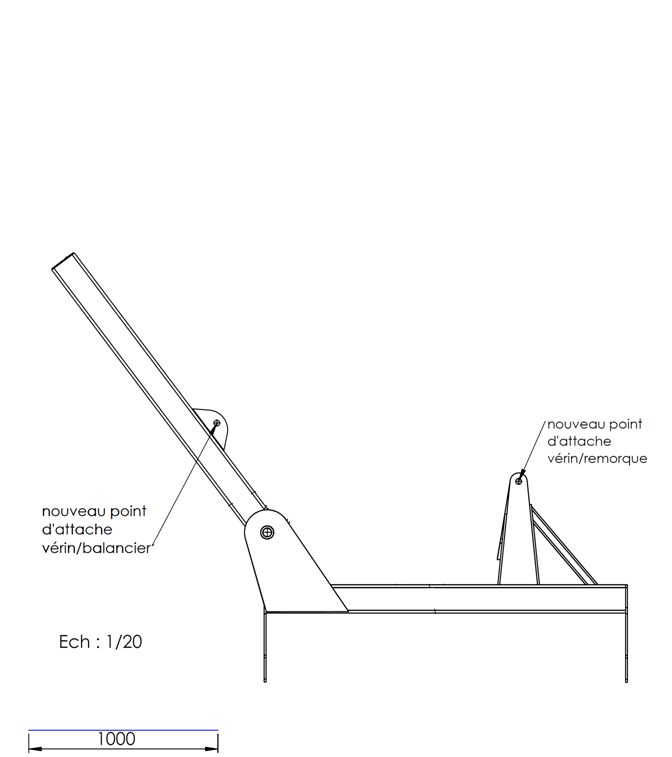 nouveau point
d'attache
vérin/remorque
nouveau point
d'attache
vérin/balancier
Ech : 1/20
1000